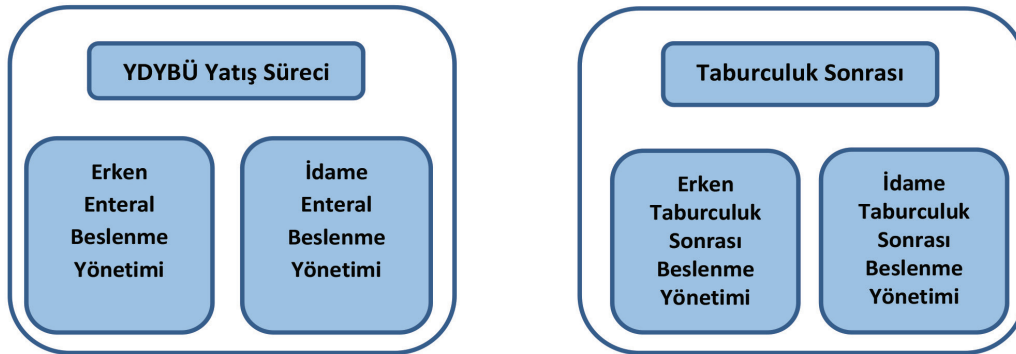 YDYBÜ Yatış Süreci
Erken
Enteral
Beslenme
Yönetimi
İdame
Enteral
Beslenme
Yönetimi
Taburculuk Sonrası
Erken
Taburculuk
Sonrası
Beslenme
Yönetimi
İdame
Taburculuk
Sonrası
Beslenme
Yönetimi